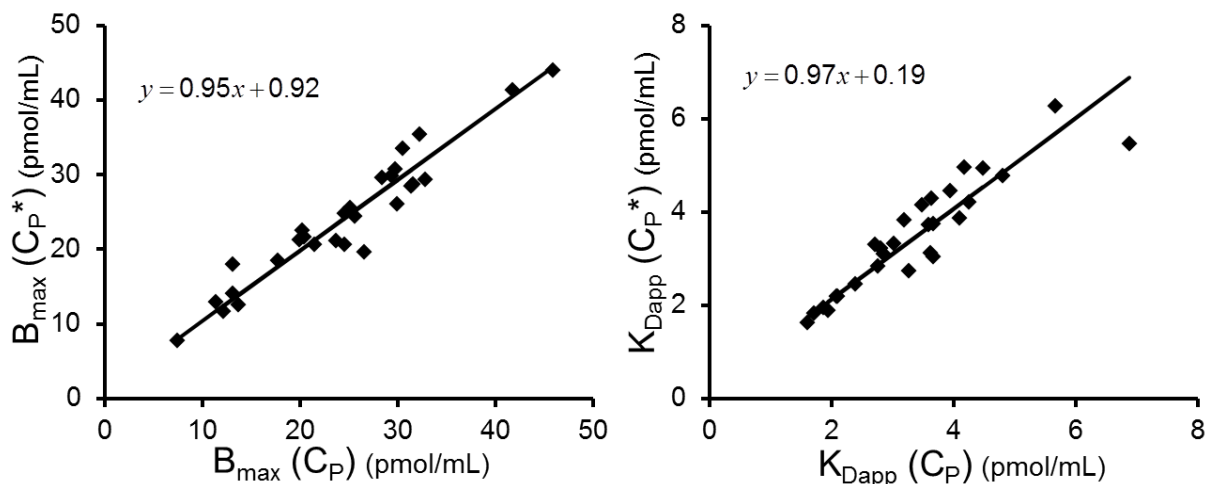 50
40
30
20
10
0
B_max (C_P*) (pmol/mL)
y = 0.95x + 0.92
0 10 20 30 40 50
B_max (C_P) (pmol/mL)
8
6
4
2
0
K_Dapp (C_P*) (pmol/mL)
y = 0.97x + 0.19
0 2 4 6 8
K_Dapp (C_P) (pmol/mL)